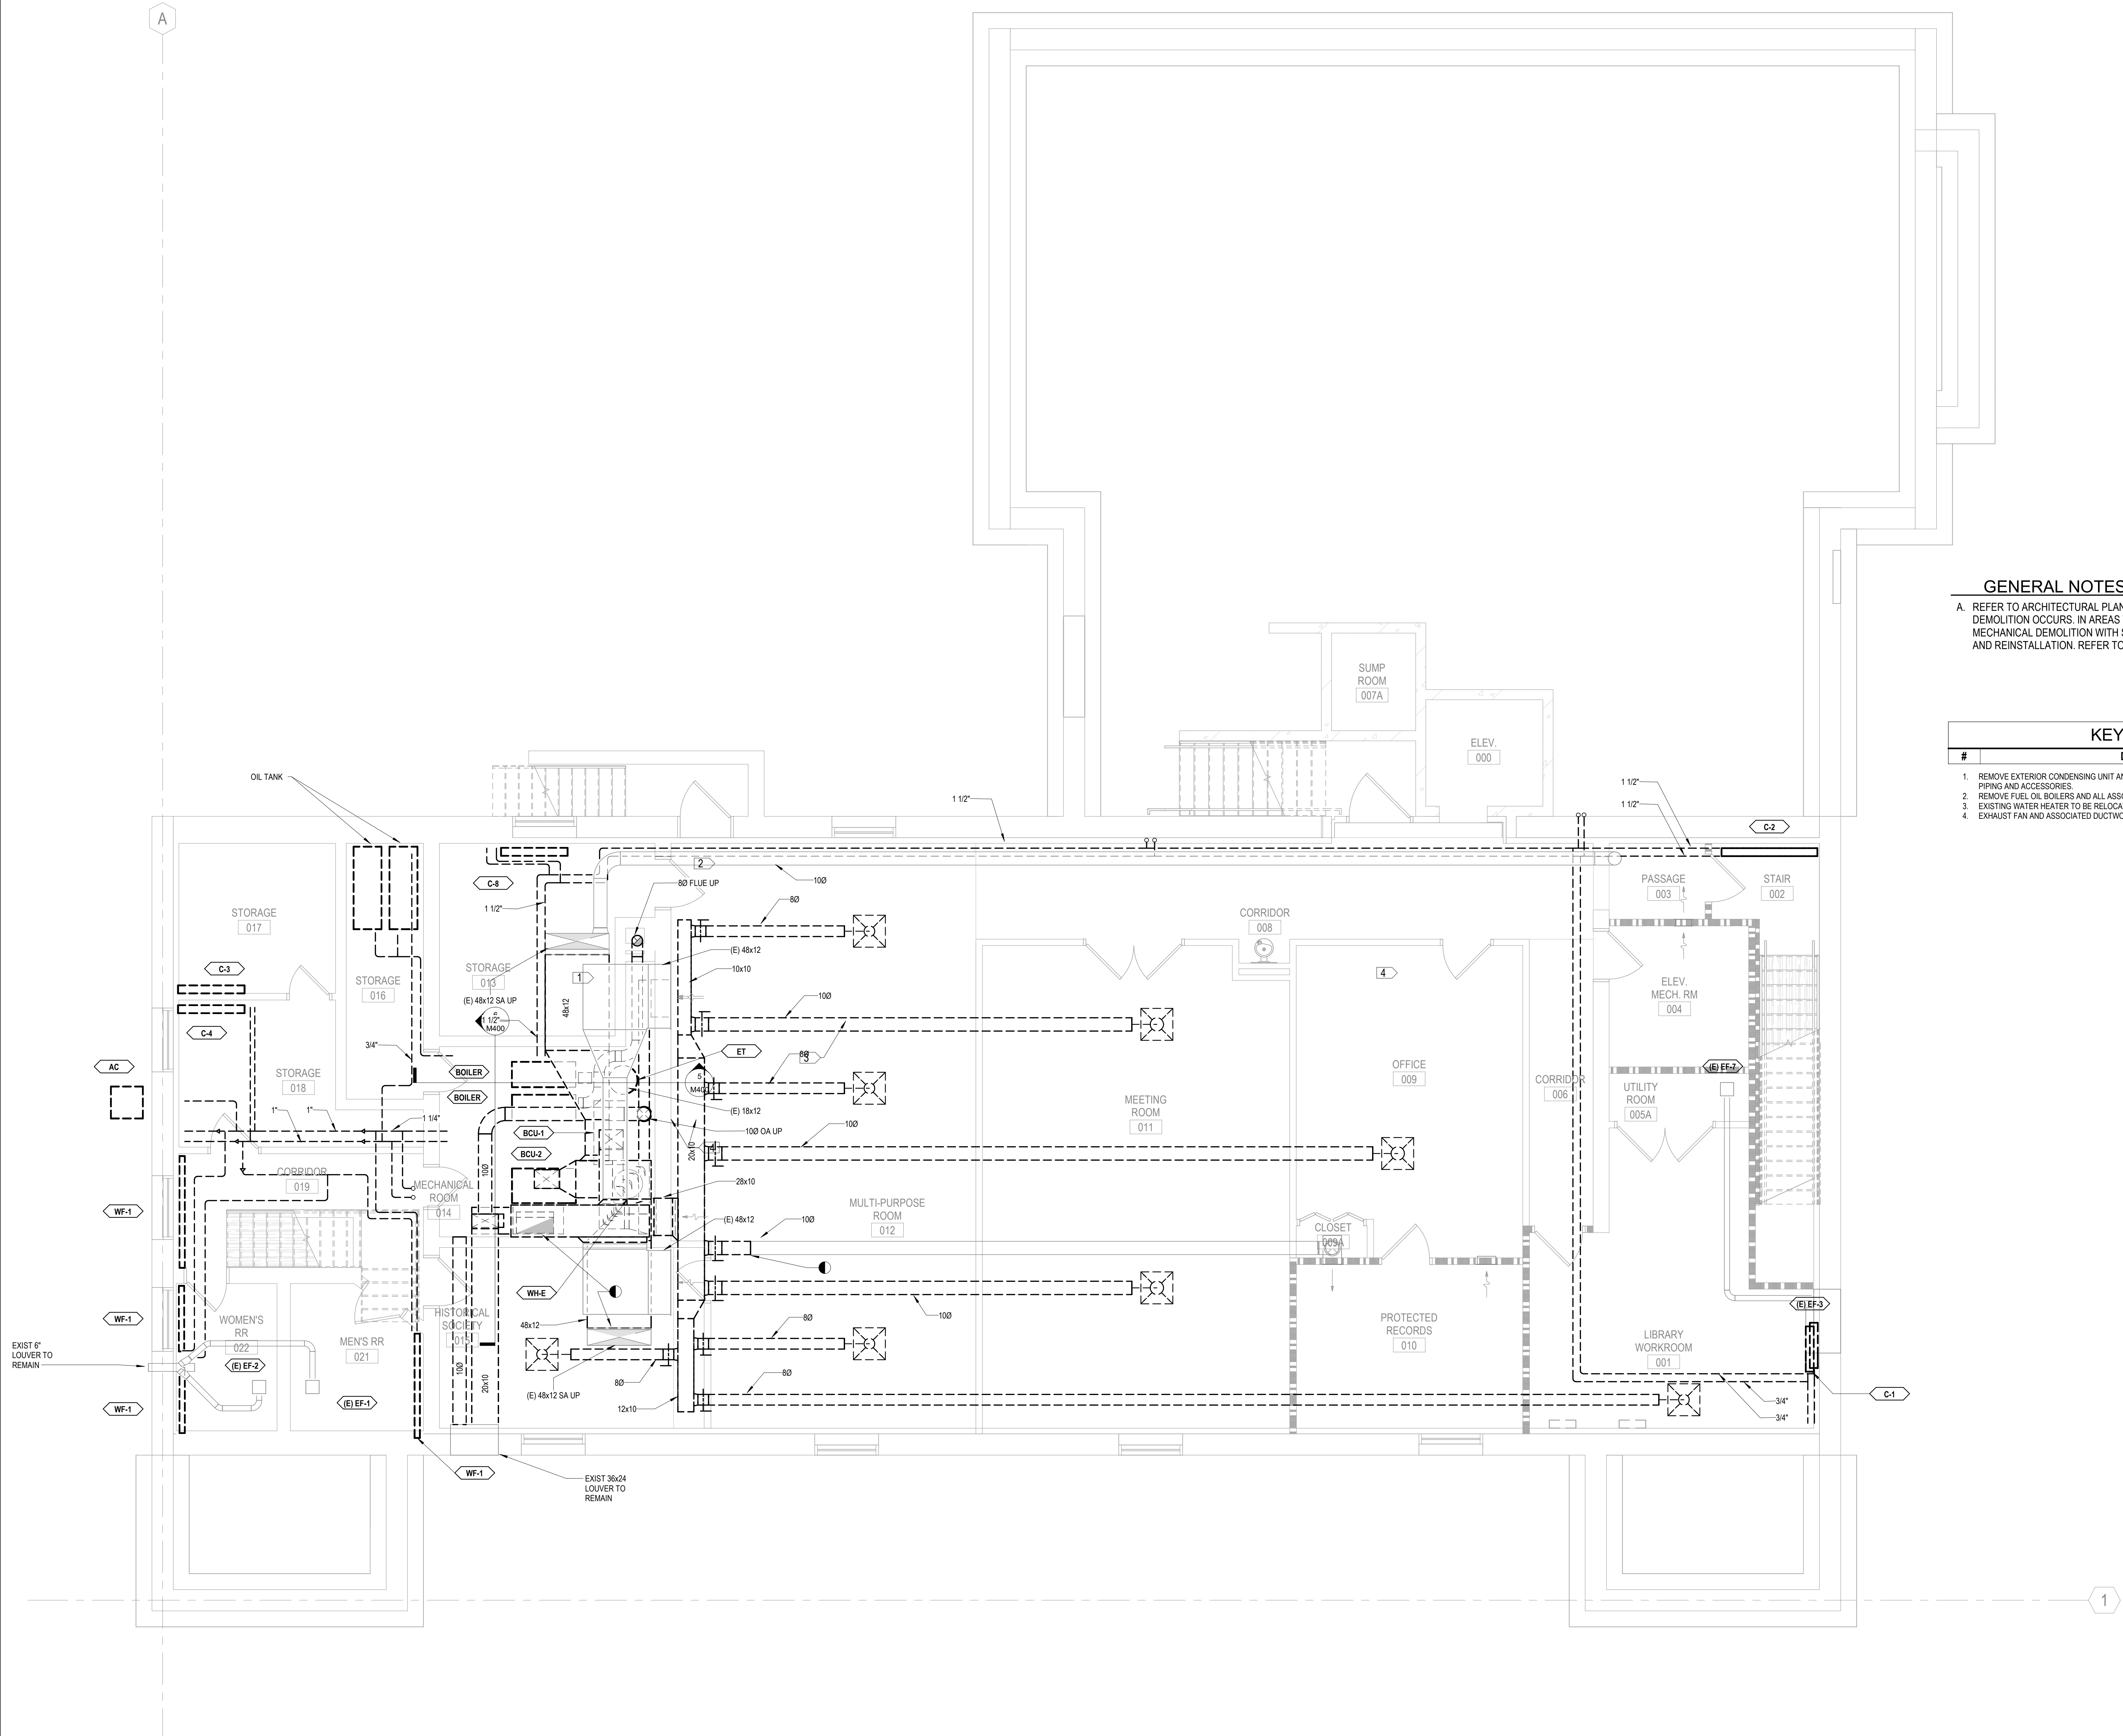 A
GENERAL NOTES
A. REFER TO ARCHITECTURAL PLAN
DEMOLITION OCCURS. IN AREAS
MECHANICAL DEMOLITION WITH
AND REINSTALLATION. REFER TO
SUMP
ROOM
007A
ELEV.
000
KEY
#
1. REMOVE EXTERIOR CONDENSING UNIT
PIPING AND ACCESSORIES.
2. REMOVE FUEL OIL BOILERS AND ALL
3. EXISTING WATER HEATER TO BE
4. EXHAUST FAN AND ASSOCIATED
OIL TANK
1 1/2"
1 1/2"
1 1/2"
C-2
2
C-8
8Ø FLUE UP
10Ø
1 1/2"
8Ø
PASSAGE
003
STAIR
002
STORAGE
017
CORRIDOR
008
(E) 48x12
10x10
C-3
STORAGE
013
1
4
STORAGE
016
(E) 48x12 SA UP
48x12
10Ø
ELEV.
MECH. RM
004
C-4
1 1/2"
M400
3/4"
ET
8Ø
3
AC
BOILER
STORAGE
018
5
M400
OFFICE
009
(E) EF-7
CORRIDOR
006
UTILITY
ROOM
005A
BOILER
1"
1"
1 1/4"
(E) 18x12
MEETING
ROOM
011
BCU-1
10Ø OA UP
10Ø
BCU-2
20x10
4
10Ø
CORRIDOR
019
MECHANICAL
ROOM
014
28x10
WF-1
MULTI-PURPOSE
ROOM
012
(E) 48x12
10Ø
CLOSET
009A
WH-E
HISTORICAL
SOCIETY
015
(E) EF-3
WF-1
WOMEN'S
RR
022
MEN'S RR
021
48x12
10Ø
8Ø
PROTECTED
RECORDS
010
LIBRARY
WORKROOM
001
EXIST 6"
LOUVER TO
REMAIN
(E) EF-2
10Ø
20x10
8Ø
8Ø
(E) EF-1
(E) 48x12 SA UP
12x10
C-1
3/4"
3/4"
WF-1
WF-1
EXIST 36x24
LOUVER TO
REMAIN
1